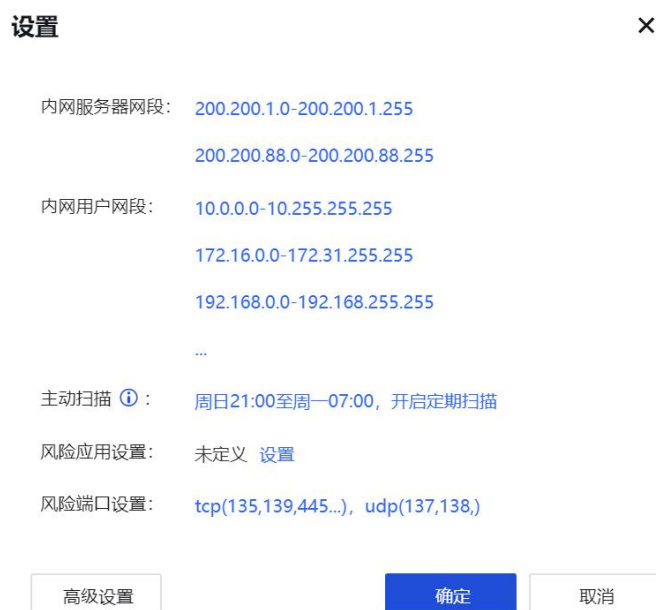 设置
内网服务器网段： 200.200.1.0-200.200.1.255
200.200.88.0-200.200.88.255
内网用户网段： 10.0.0.0-10.255.255.255
172.16.0.0-172.31.255.255
192.168.0.0-192.168.255.255
...
主动扫描 ： 周日21:00至周一07:00，开启定期扫描
风险应用设置： 未定义 设置
风险端口设置： tcp(135,139,445...)，udp(137,138,)
高级设置 确定 取消